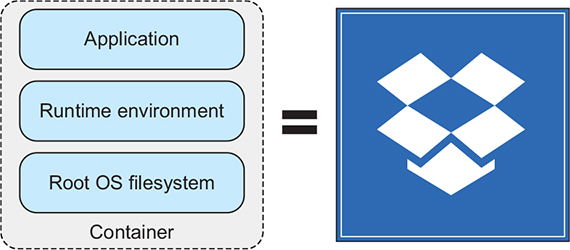 Application
Runtime environment
=
Root OS filesystem
Container